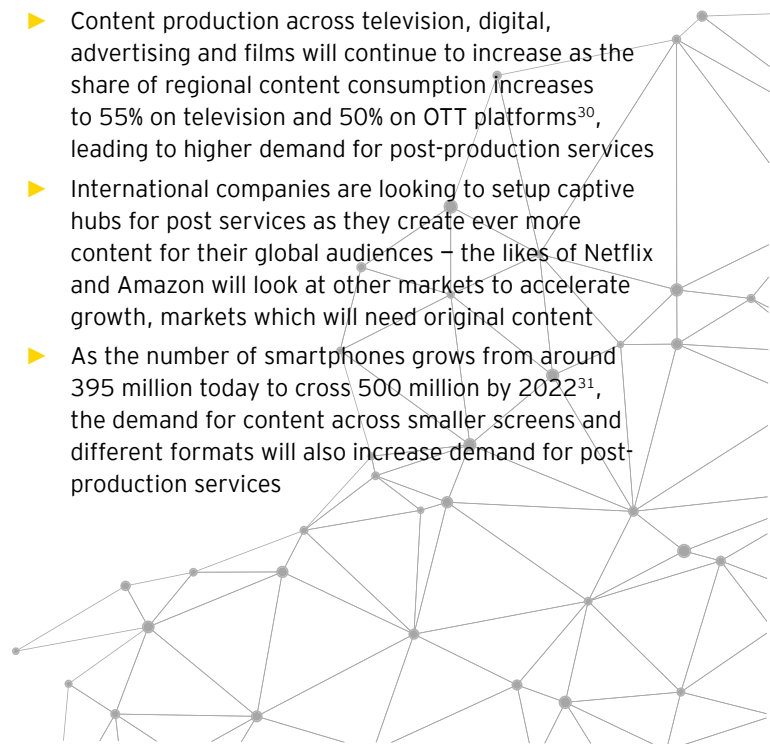 ► Content production across television, digital,
advertising and films will continue to increase as the
share of regional content consumption increases
to 55% on television and 50% on OTT platforms³⁰,
leading to higher demand for post-production services
► International companies are looking to setup captive
hubs for post services as they create ever more
content for their global audiences – the likes of Netflix
and Amazon will look at other markets to accelerate
growth, markets which will need original content
► As the number of smartphones grows from around
395 million today to cross 500 million by 2022³¹,
the demand for content across smaller screens and
different formats will also increase demand for post-
production services